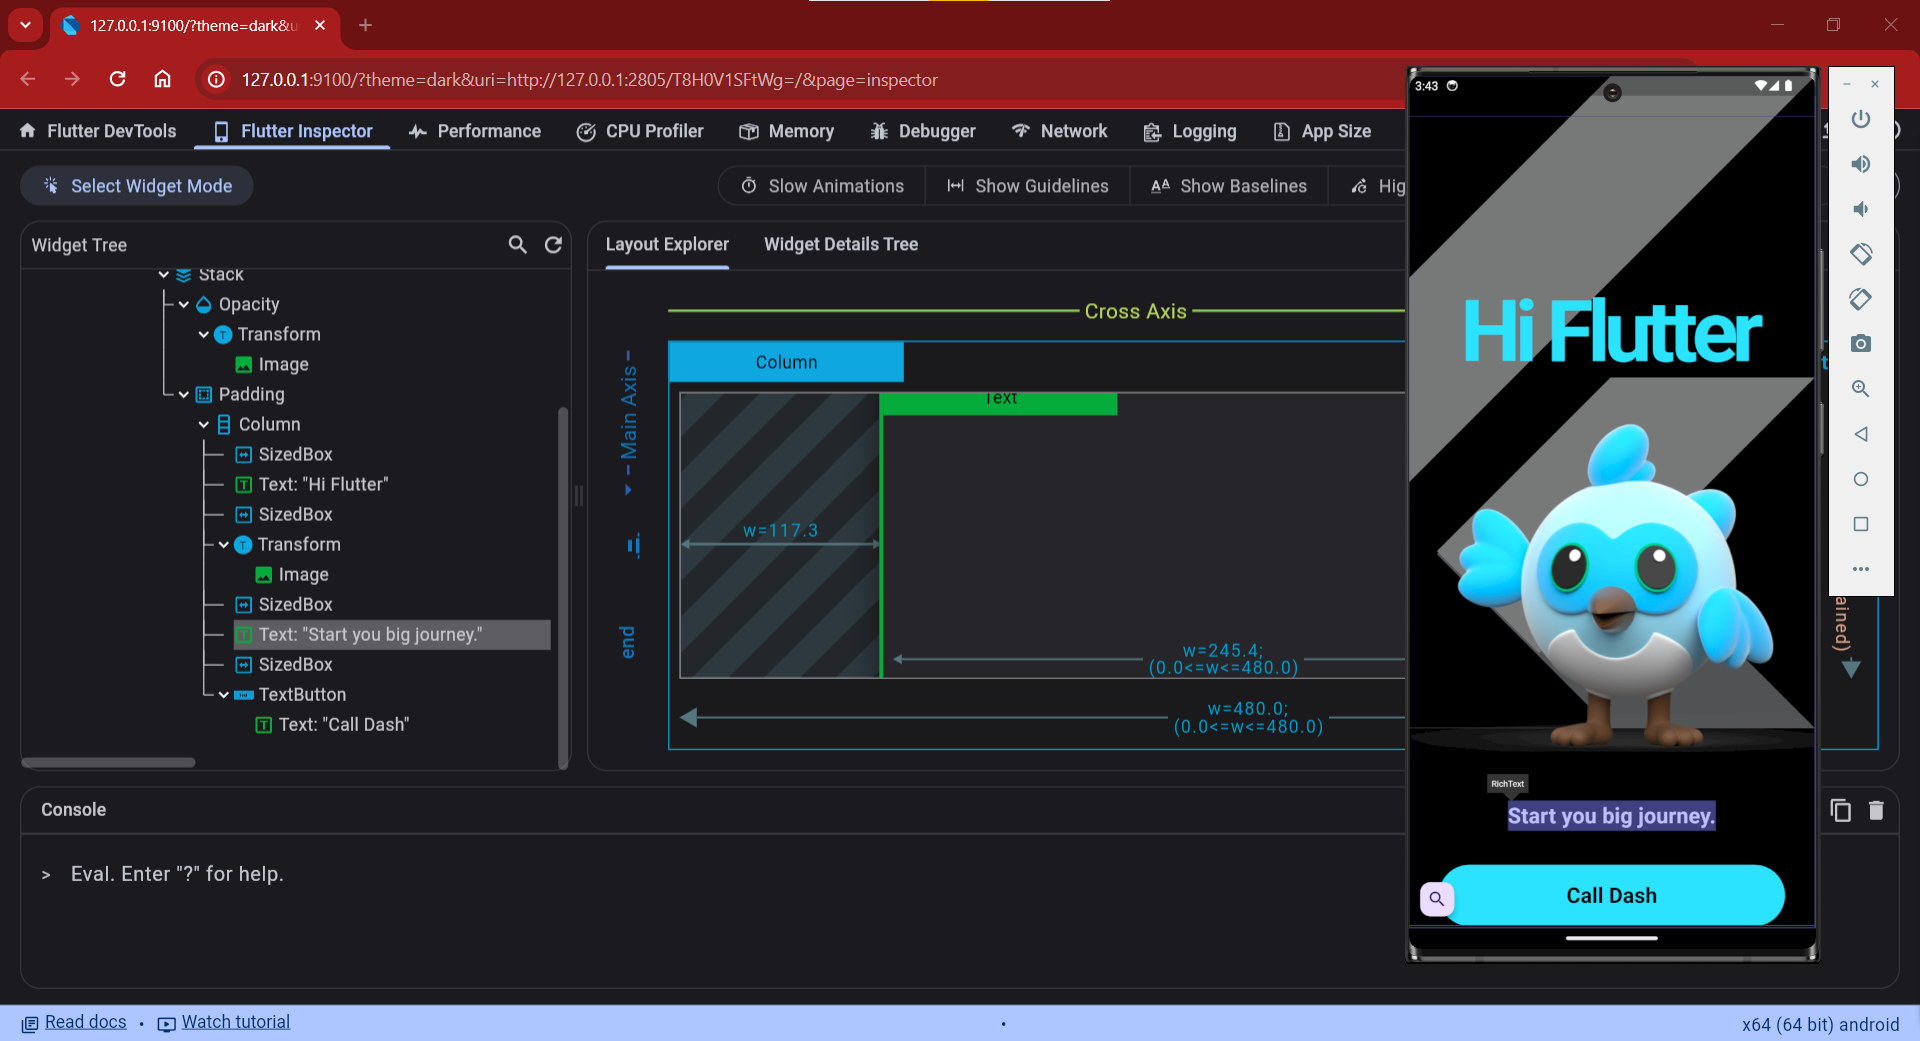 127.0.0.1:9100/?theme=dark&u
127.0.0.1:9100/?theme=dark&uri=http://127.0.0.1:2805/T8H0V1SFtWg=/&page=inspector
Flutter DevTools
Flutter Inspector
Performance
CPU Profiler
Memory
Debugger
Network
Logging
App Size
Select Widget Mode
Slow Animations
Show Guidelines
Show Baselines
Hig
Widget Tree
Stack
Opacity
Transform
Image
Padding
Column
SizedBox
Text: "Hi Flutter"
SizedBox
Transform
Image
SizedBox
Text: "Start you big journey."
SizedBox
TextButton
Text: "Call Dash"
Layout Explorer
Widget Details Tree
Cross Axis
Main Axis
Column
Text
w=117.3
end
w=245.4;
(0.0<=w<=480.0)
w=480.0;
(0.0<=w<=480.0)
ained)
3:43
Hi Flutter
RichText
Start you big journey.
Call Dash
Console
> Eval. Enter "?" for help.
Read docs • Watch tutorial
•
x64 (64 bit) android